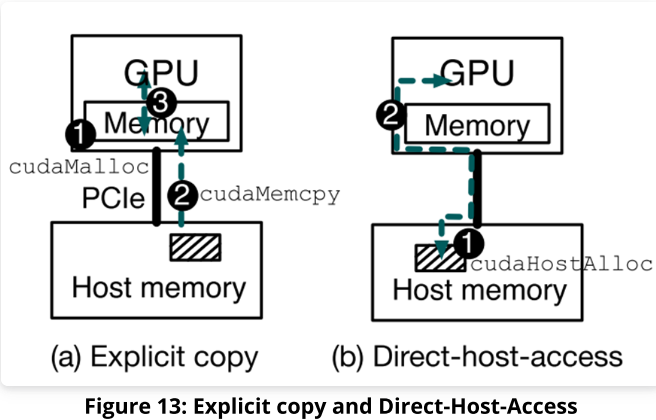 GPU
3
Memory
1
cudaMalloc
PCIe
2
cudaMemcpy
Host memory
(a) Explicit copy
GPU
2
Memory
1
cudaHostAlloc
Host memory
(b) Direct-host-access
Figure 13: Explicit copy and Direct-Host-Access